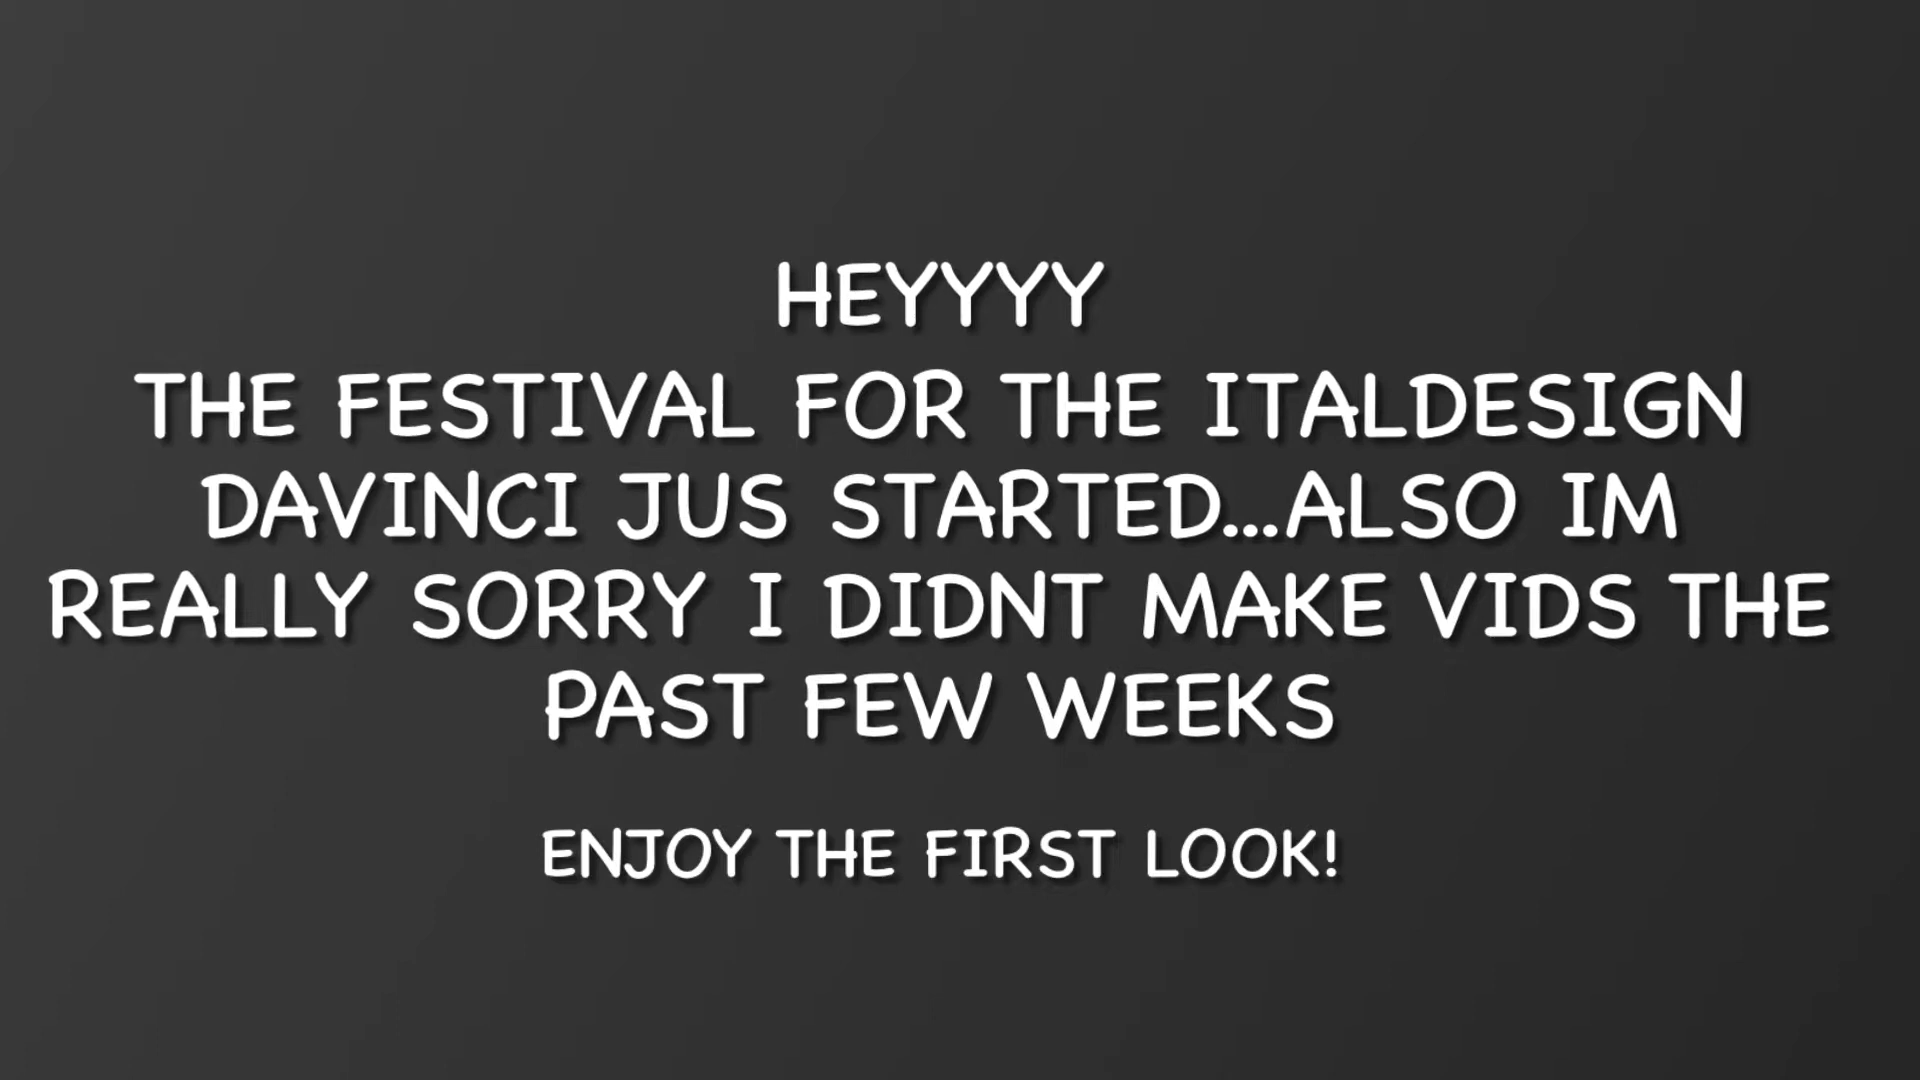 HEYYYY
THE FESTIVAL FOR THE ITALDESIGN
DAVINCI JUS STARTED...ALSO IM
REALLY SORRY I DIDNT MAKE VIDS THE
PAST FEW WEEKS
ENJOY THE FIRST LOOK!